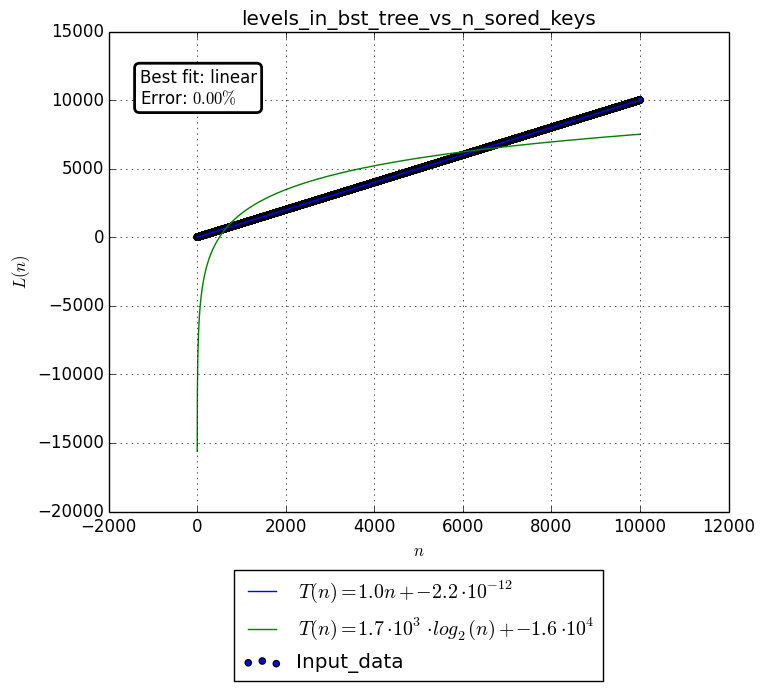 levels_in_bst_tree_vs_n_sored_keys
15000
10000
5000
0
−5000
−10000
−15000
−20000
Best fit: linear
Error: 0.00%
L(n)
−2000 0 2000 4000 6000 8000 10000 12000
n
T(n)=1.0n+−2.2·10^{−12}
T(n)=1.7·10^3·log_2(n)+−1.6·10^4
Input_data